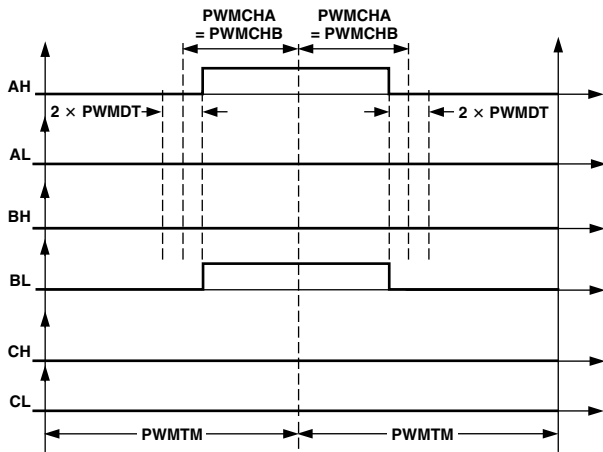 PWMCHA
= PWMCHB
PWMCHA
= PWMCHB
AH
2 × PWMDT
2 × PWMDT
AL
BH
BL
CH
CL
PWMTM
PWMTM